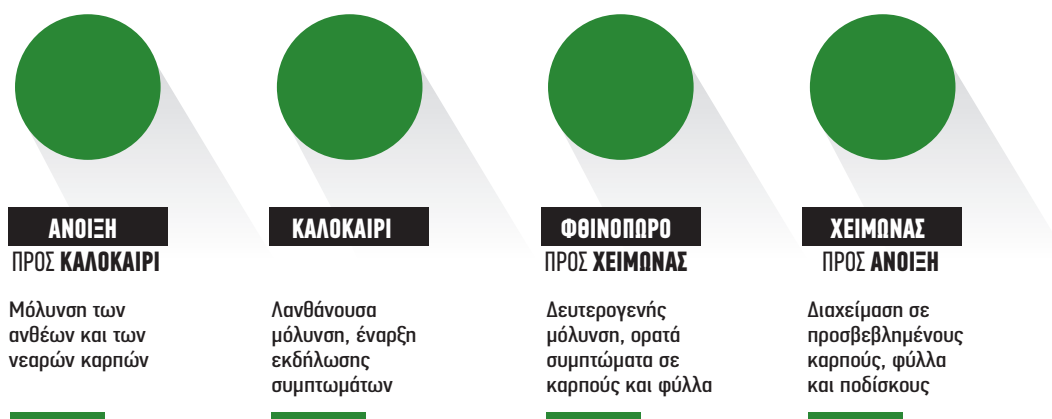 ΑΝΟΙΞΗ
ΠΡΟΣ ΚΑΛΟΚΑΙΡΙ
Μόλυνση των
ανθέων και των
νεαρών καρπών
ΚΑΛΟΚΑΙΡΙ
Λανθάνουσα
μόλυνση, έναρξη
εκδήλωσης
συμπτωμάτων
ΦΘΙΝΟΠΩΡΟ
ΠΡΟΣ ΧΕΙΜΩΝΑΣ
Δευτερογενής
μόλυνση, ορατά
συμπτώματα σε
καρπούς και φύλλα
ΧΕΙΜΩΝΑΣ
ΠΡΟΣ ΑΝΟΙΞΗ
Διαχείμαση σε
προσβεβλημένους
καρπούς, φύλλα
και ποδίσκους